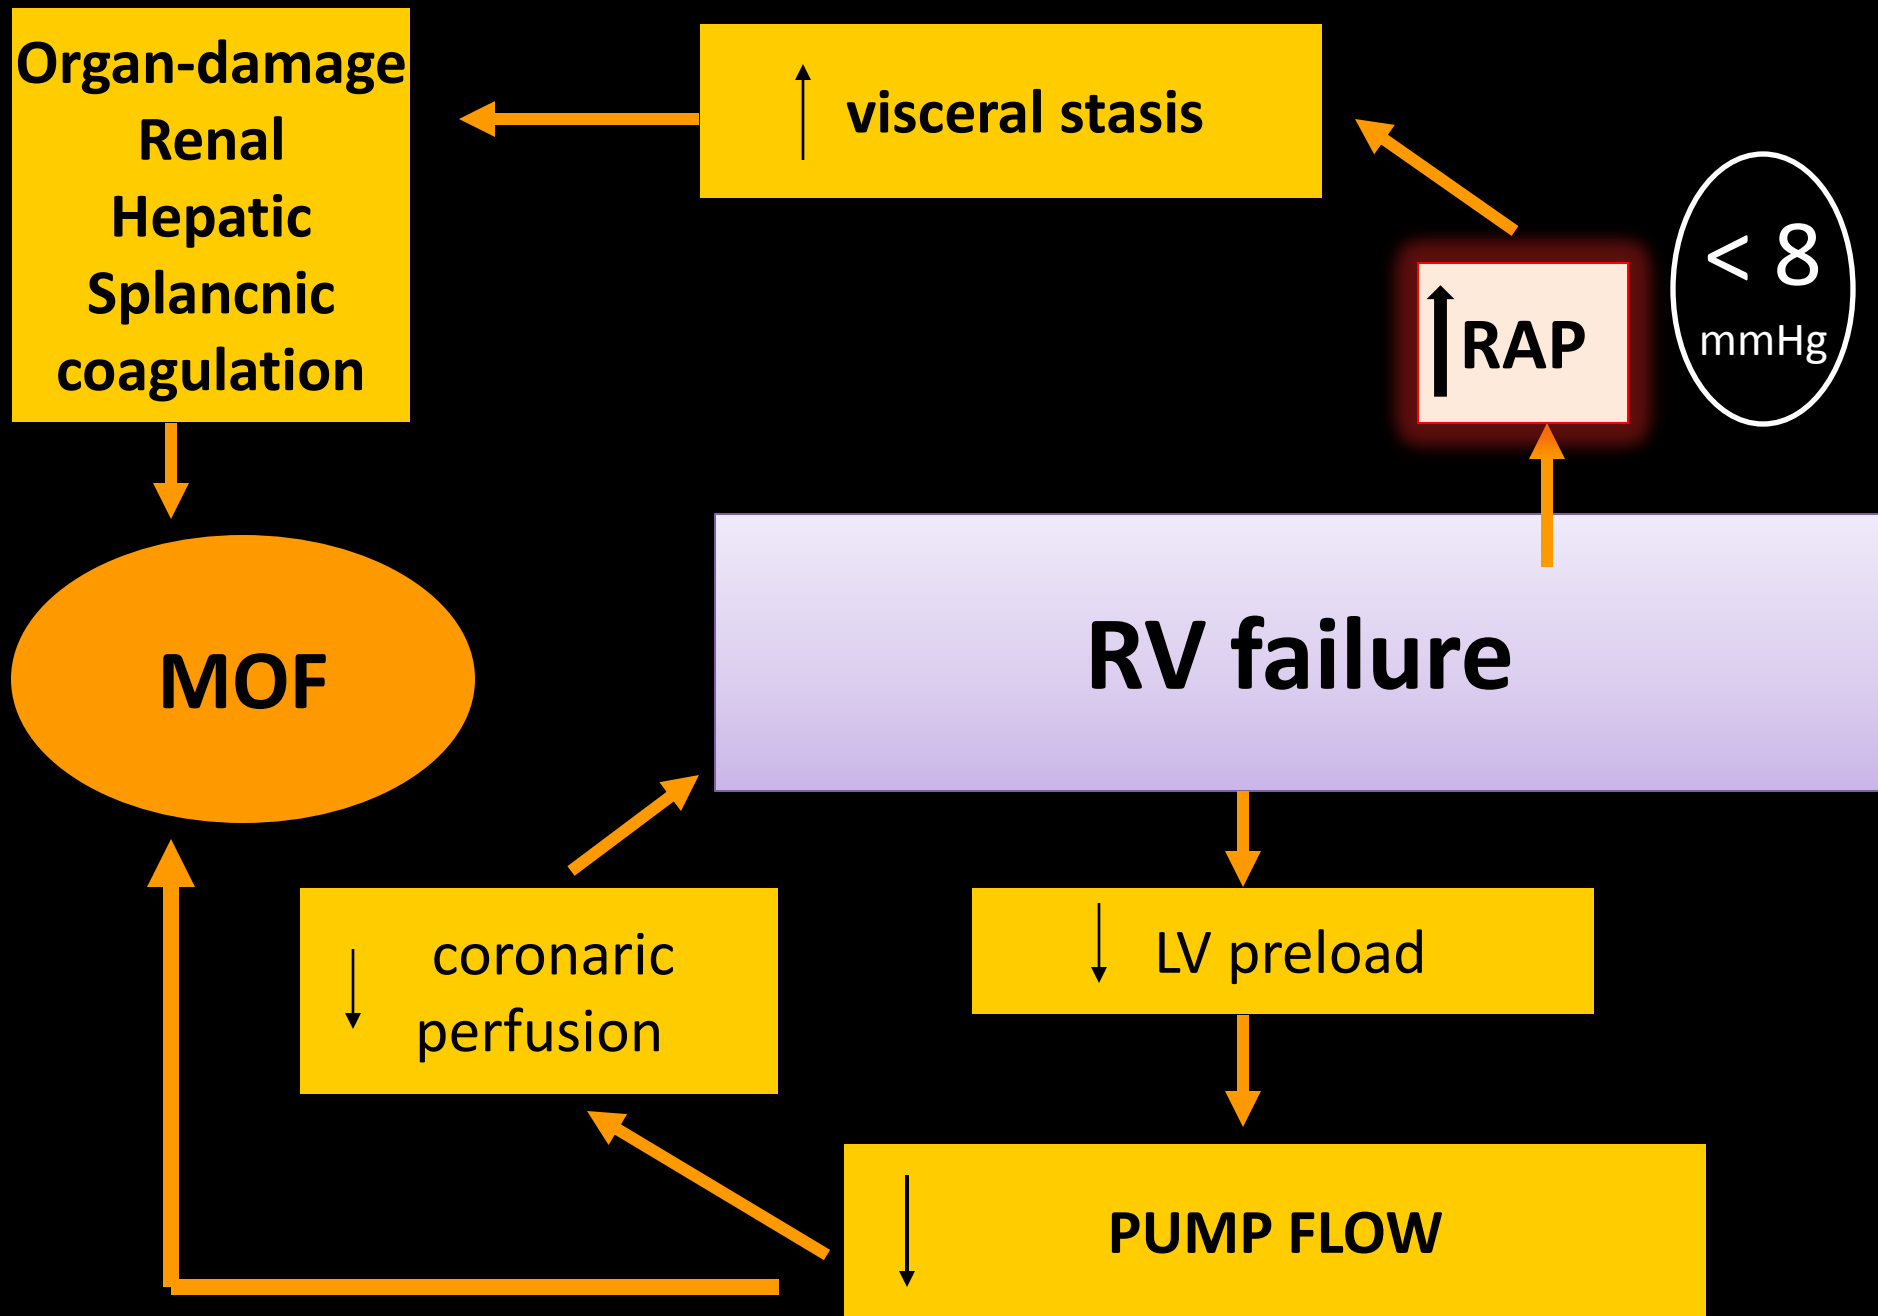 Organ-damage
Renal
Hepatic
Splancnic
coagulation
visceral stasis
< 8
mmHg
RAP
MOF
RV failure
coronaric
perfusion
LV preload
PUMP FLOW